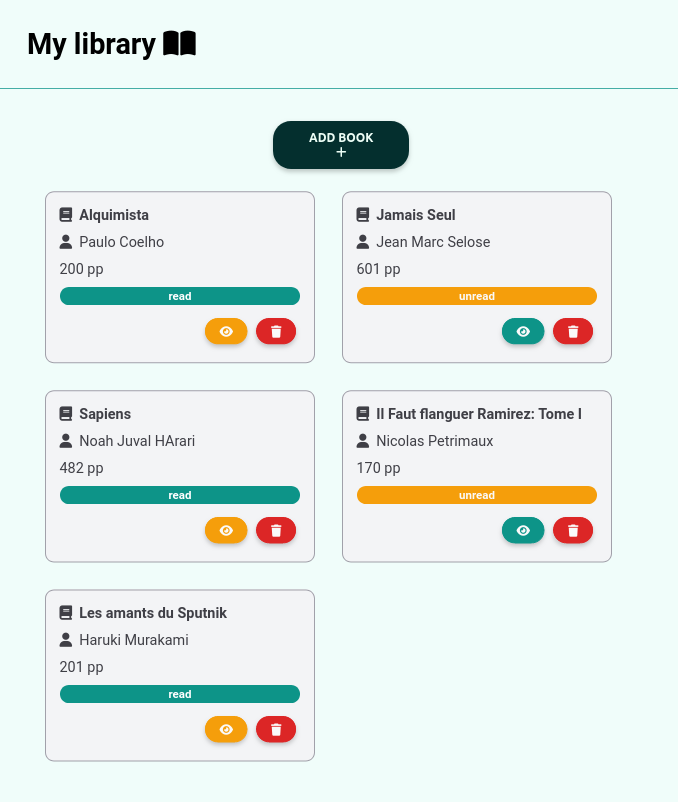 My library
ADD BOOK
+
Alquimista
Paulo Coelho
200 pp
read
Jamais Seul
Jean Marc Selose
601 pp
unread
Sapiens
Noah Juval HArari
482 pp
read
Il Faut flanguer Ramirez: Tome I
Nicolas Petrimaux
170 pp
unread
Les amants du Sputnik
Haruki Murakami
201 pp
read